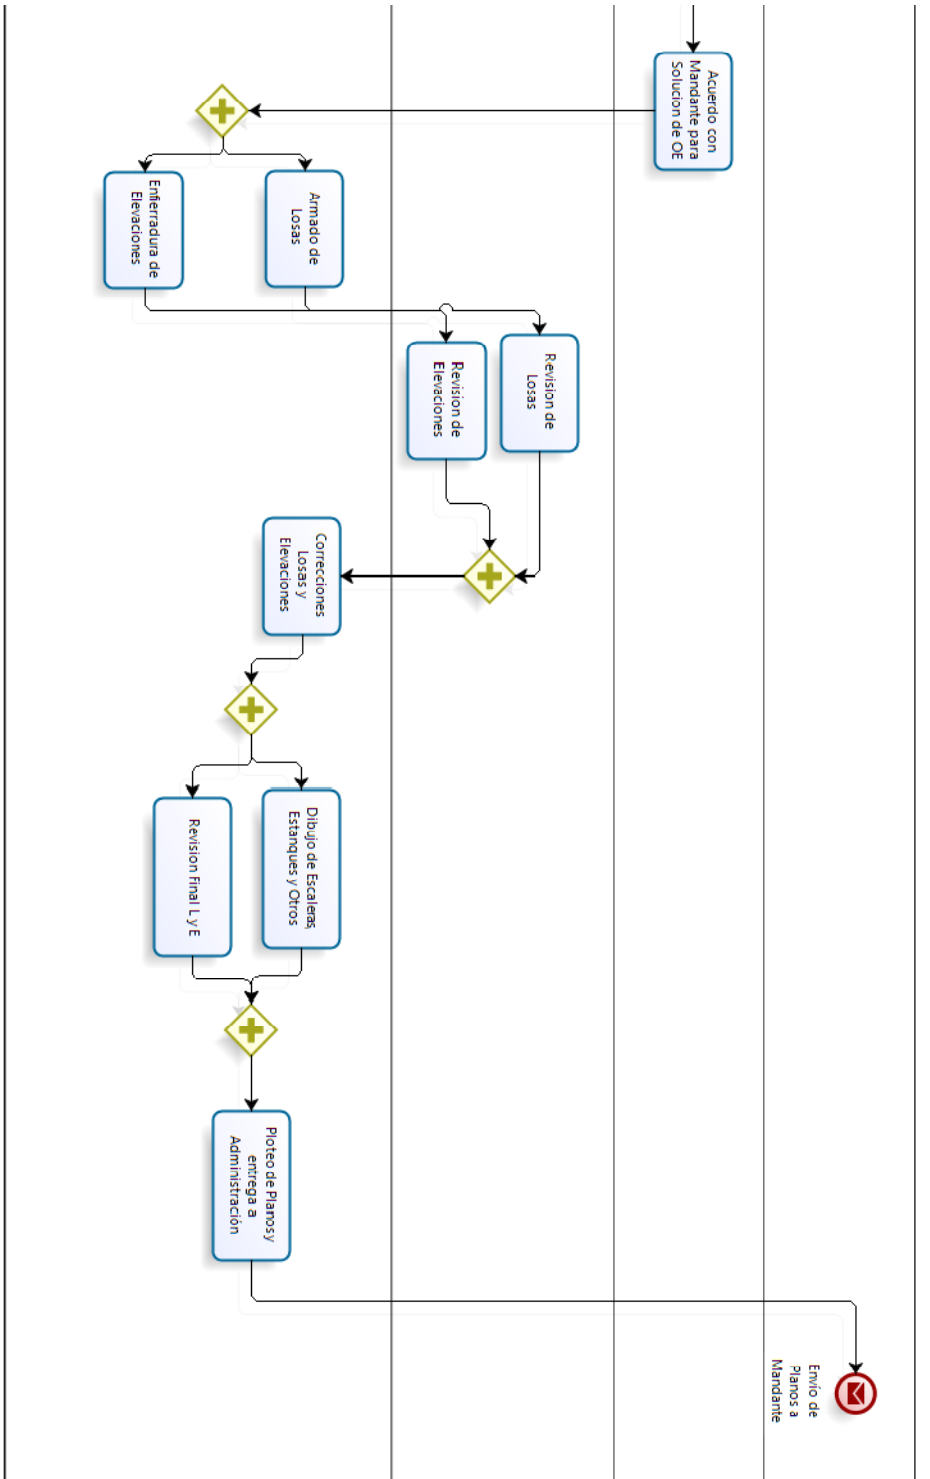 Acuerdo con
Mandante para
Solucion de OE
Armado de
Losas
Enfierradura de
Elevaciones
Revision de
Losas
Revision de
Elevaciones
Correcciones
Losas y
Elevaciones
Dibujo de Escaleras,
Estanques y Otros
Revision Final L y E
Ploteo de Planos y
entrega a
Administración
Envío de
Planos a
Mandante